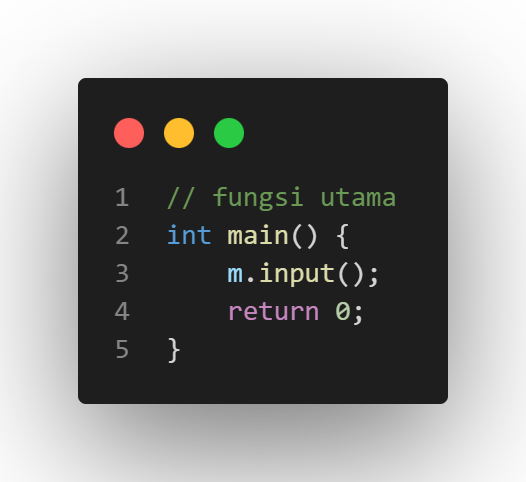 1 // fungsi utama
2 int main() {
3     m.input();
4     return 0;
5 }